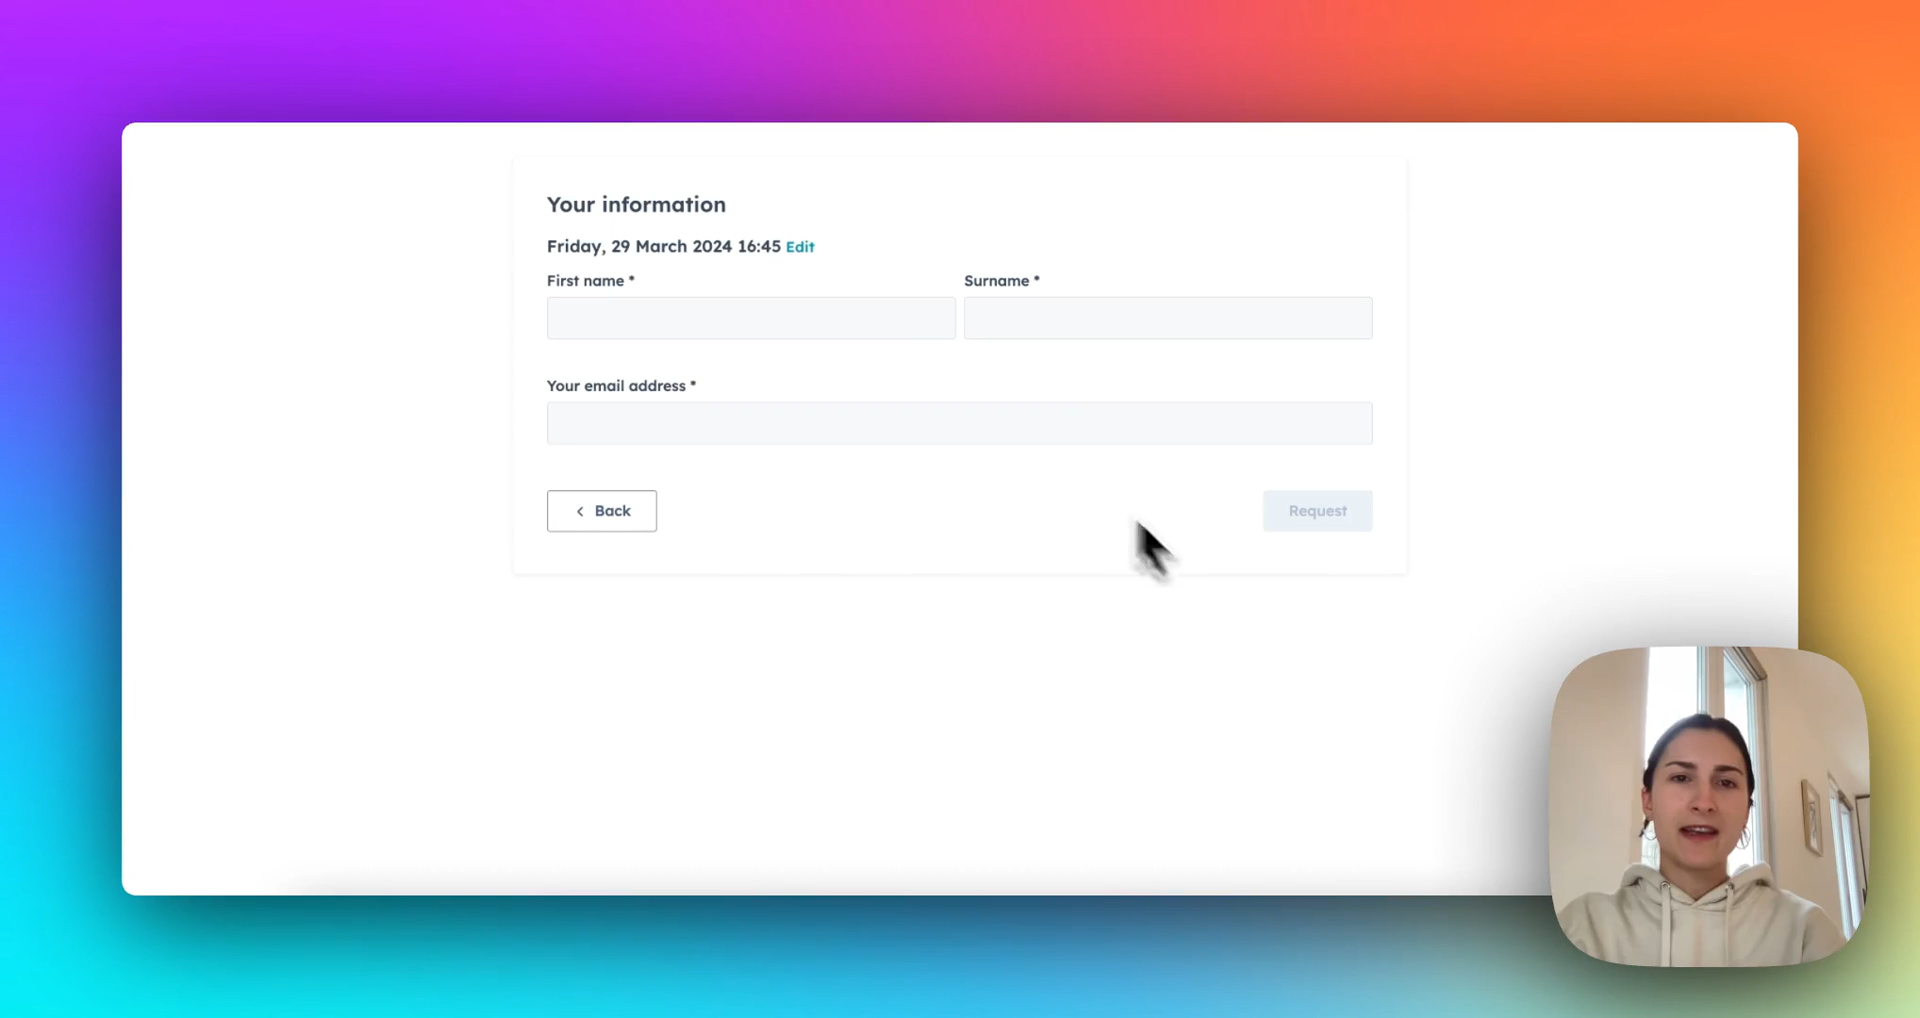 Your information
Friday, 29 March 2024 16:45 Edit
First name * Surname *
Your email address *
Back Request